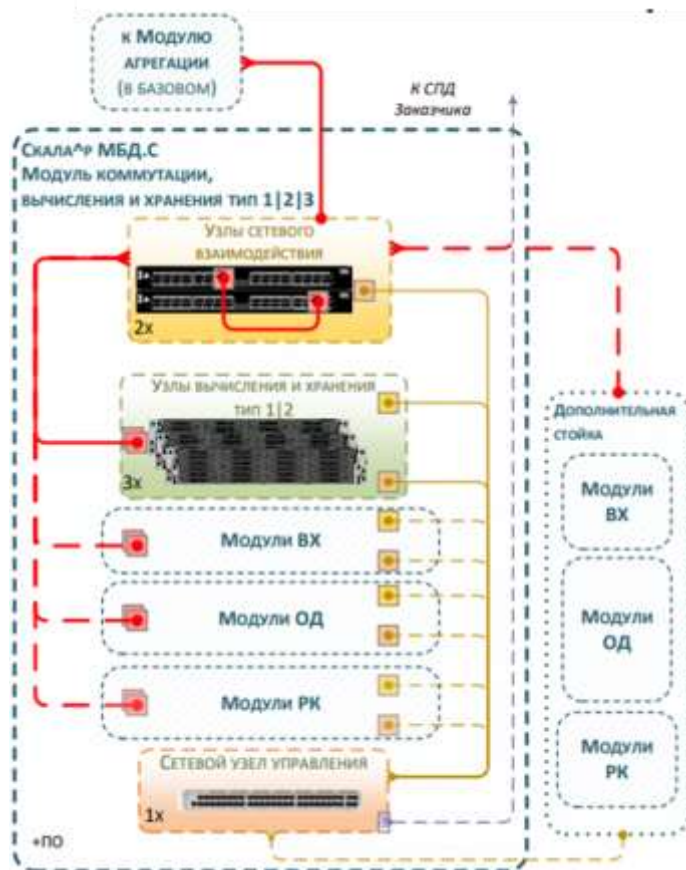 к Модулю
агрегации
(в базовом)
К СПД
Заказчика
Скала^р МБД.С
Модуль коммутации,
вычисления и хранения тип 1|2|3
Узлы сетевого
взаимодействия
2x
Узлы вычисления и хранения
тип 1|2
3x
Модули ВХ
Модули ОД
Модули РК
Сетевой узел управления
1x
+ПО
Дополнительная
стойка
Модули
ВХ
Модули
ОД
Модули
РК